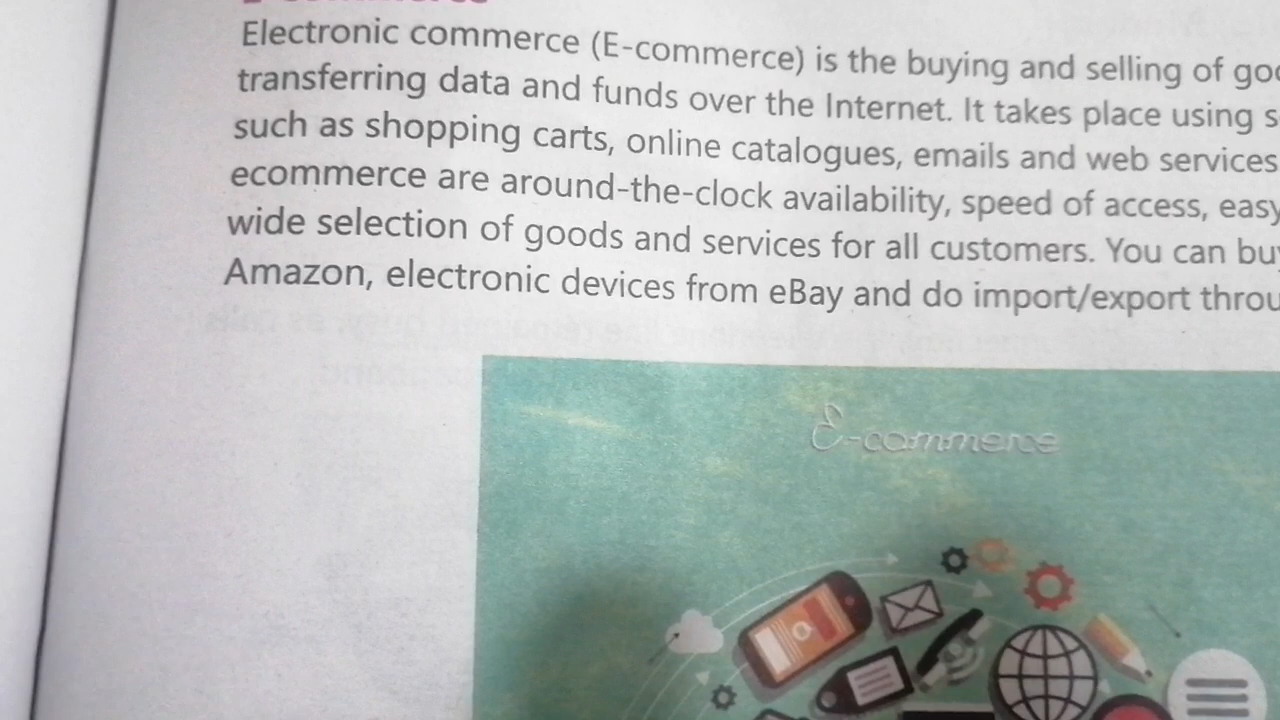 Electronic commerce (E-commerce) is the buying and selling of
transferring data and funds over the Internet. It takes place using
such as shopping carts, online catalogues, emails and web services
ecommerce are around-the-clock availability, speed of access, easy
wide selection of goods and services for all customers. You can buy
Amazon, electronic devices from eBay and do import/export
E-commerce